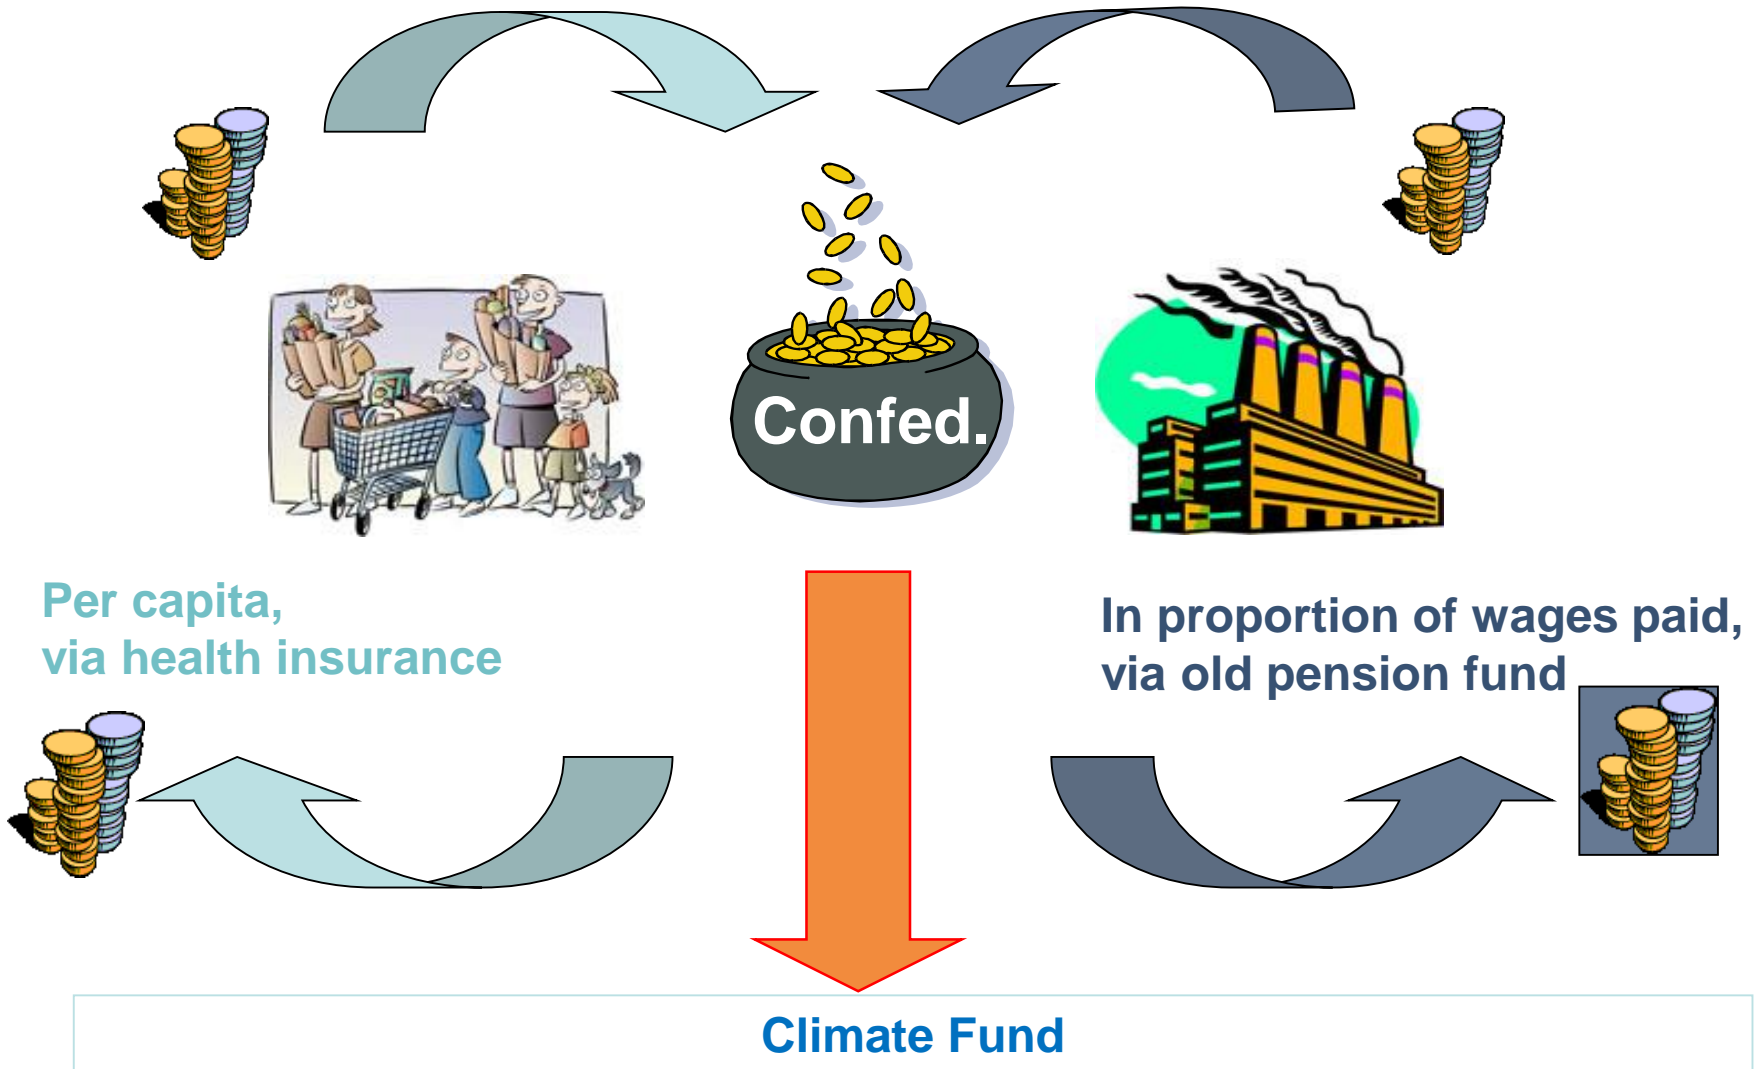 Confed.
Per capita,
via health insurance
In proportion of wages paid,
via old pension fund
Climate Fund